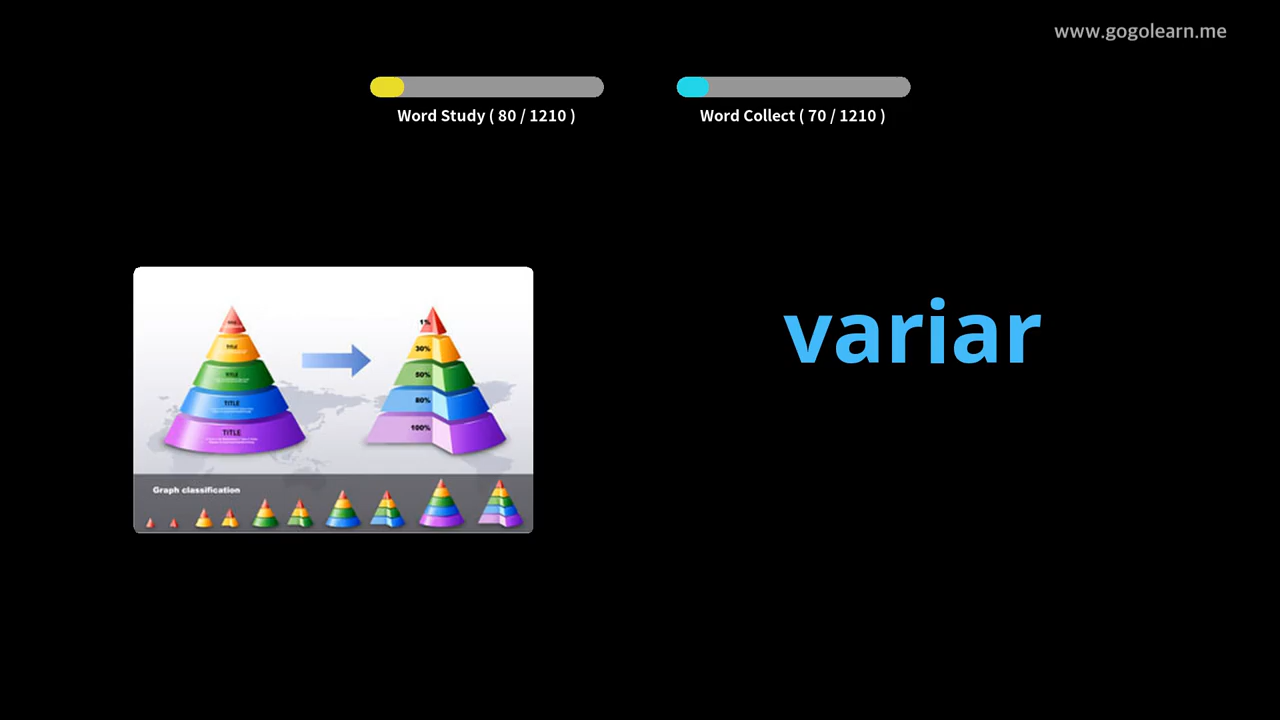 www.gogolearn.me
Word Study ( 80 / 1210 )
Word Collect ( 70 / 1210 )
variar
1%
TITLE
30%
TITLE
50%
TITLE
80%
TITLE
100%
Graph classification